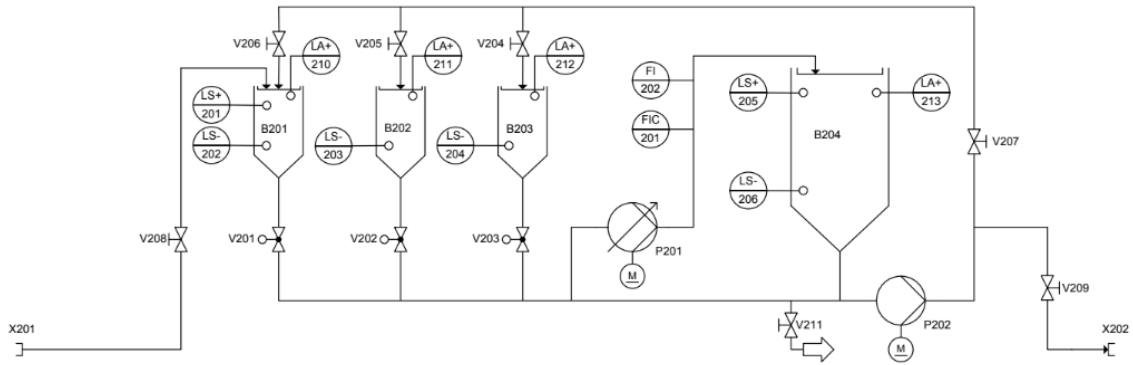 V206
LA+
210
V205
LA+
211
V204
LA+
212
LS+
201
B201
LS-
202
B202
LS-
203
B203
LS-
204
FI
202
FIC
201
LS+
205
LA+
213
B204
V207
LS-
206
V208
V201
V202
V203
P201
M
V209
X201
V211
P202
M
X202